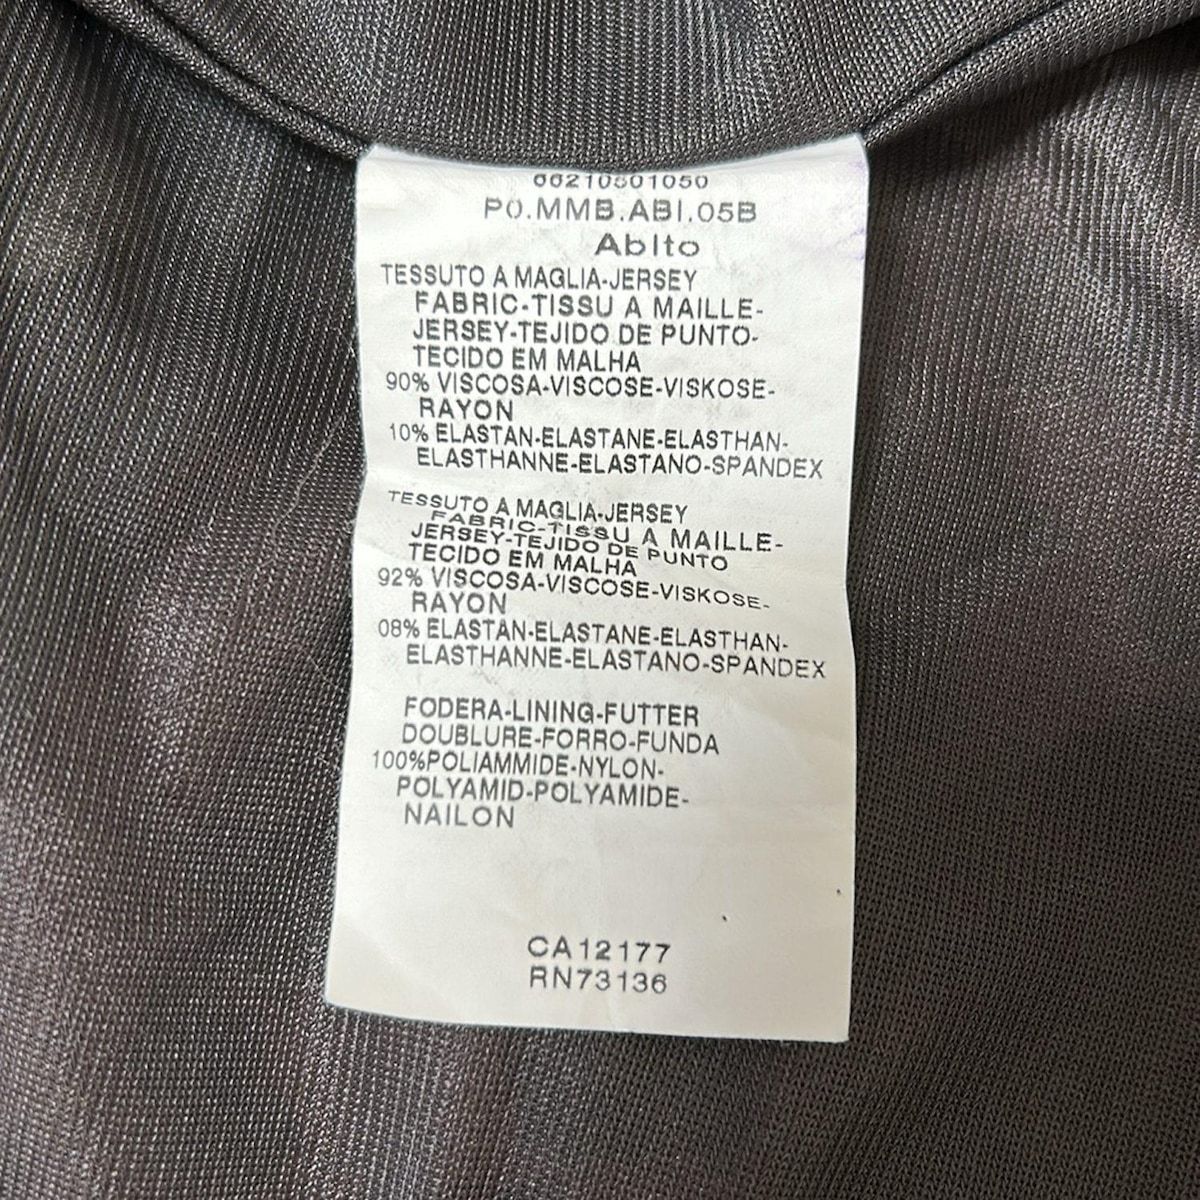 66210801050
P0.MMB.ABI.05B
Abito
TESSUTO A MAGLIA-JERSEY
FABRIC-TISSU A MAILLE-
JERSEY-TEJIDO DE PUNTO-
TECIDO EM MALHA
90% VISCOSA-VISCOSE-VISKOSE-
RAYON
10% ELASTAN-ELASTANE-ELASTHAN-
ELASTHANNE-ELASTANO-SPANDEX
TESSUTO A MAGLIA-JERSEY
FABRIC-TISSU A MAILLE-
JERSEY-TEJIDO DE PUNTO
TECIDO EM MALHA
92% VISCOSA-VISCOSE-VISKOSE-
RAYON
08% ELASTAN-ELASTANE-ELASTHAN-
ELASTHANNE-ELASTANO-SPANDEX
FODERA-LINING-FUTTER
DOUBLURE-FORRO-FUNDA
100%POLIAMMIDE-NYLON-
POLYAMID-POLYAMIDE-
NAILON
CA12177
RN73136